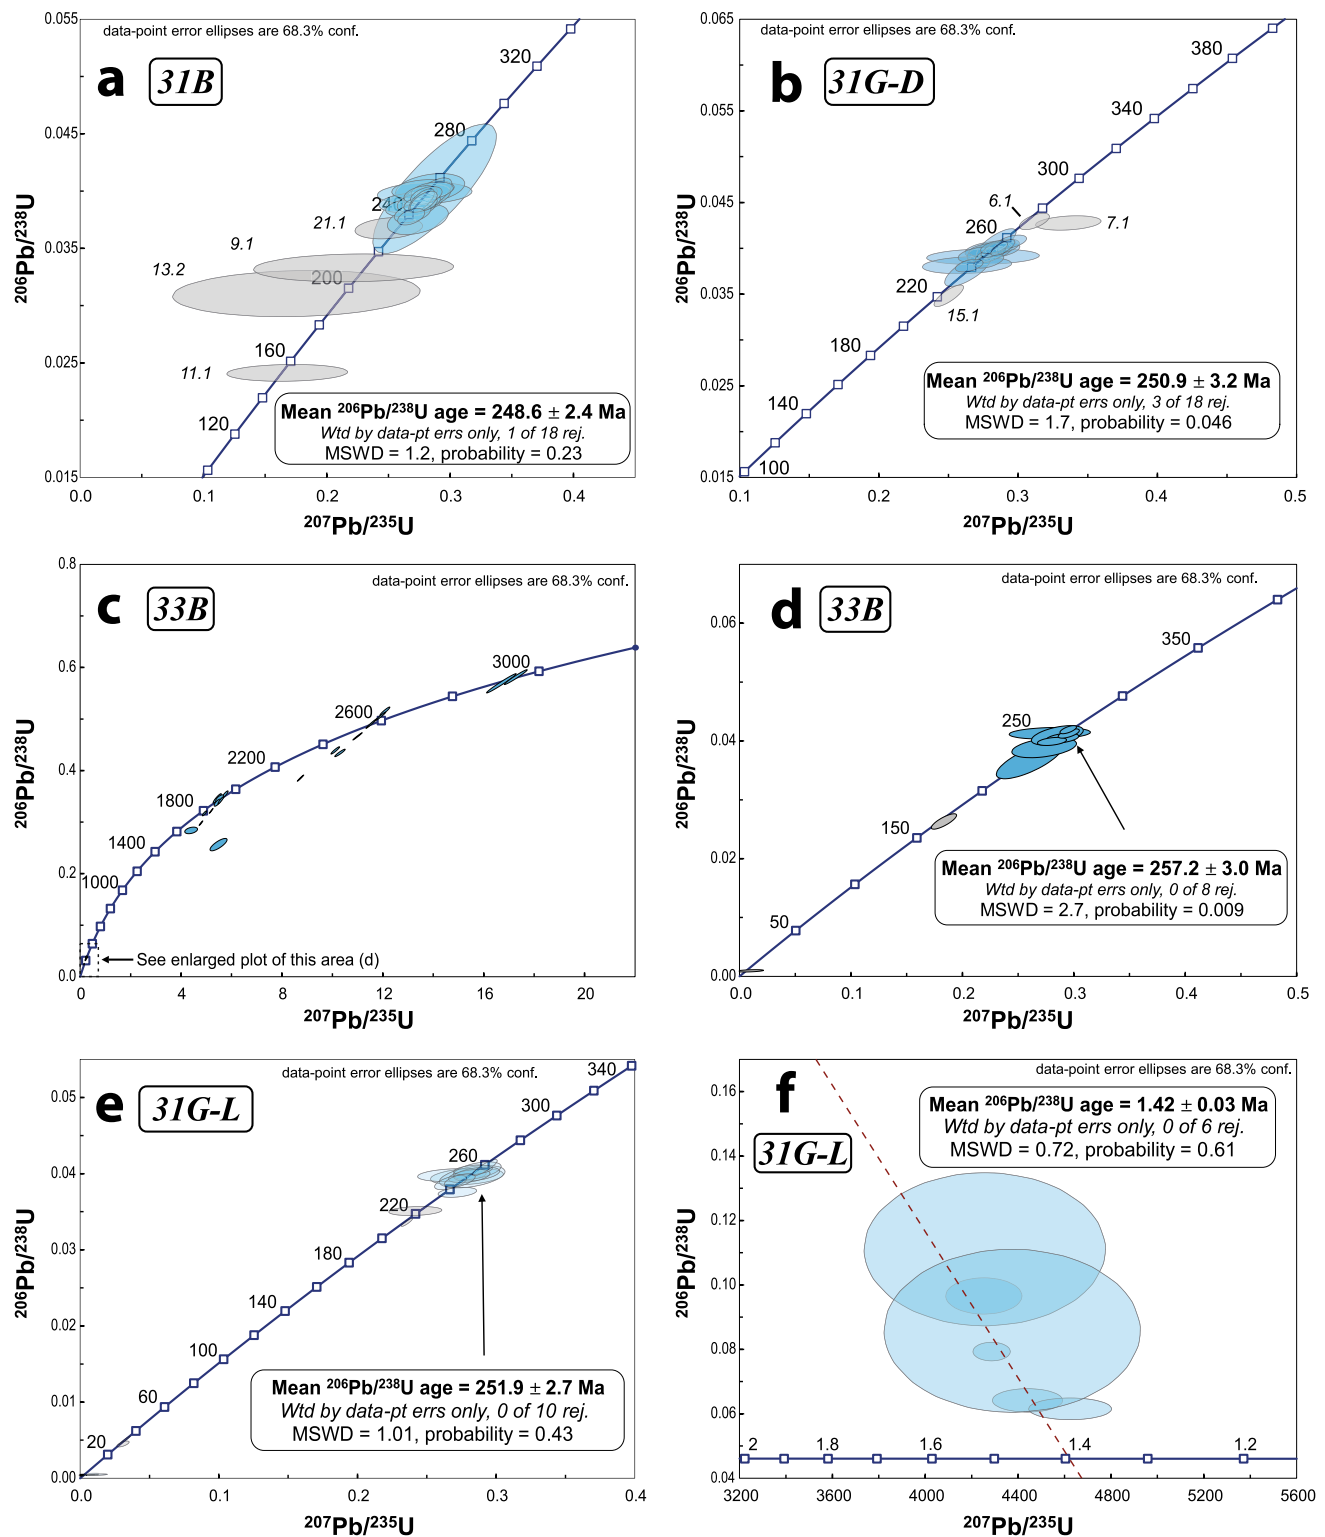 data-point error ellipses are 68.3% conf.
a 31B
0.055
0.045
0.035
0.025
0.015
206Pb/238U
320
280
240
200
160
120
21.1
9.1
13.2
11.1
Mean 206Pb/238U age = 248.6 ± 2.4 Ma
Wtd by data-pt errs only, 1 of 18 rej.
MSWD = 1.2, probability = 0.23
0.0 0.1 0.2 0.3 0.4
207Pb/235U
data-point error ellipses are 68.3% conf.
b 31G-D
0.065
0.055
0.045
0.035
0.025
0.015
206Pb/238U
380
340
300
260
220
180
140
100
6.1
7.1
15.1
Mean 206Pb/238U age = 250.9 ± 3.2 Ma
Wtd by data-pt errs only, 3 of 18 rej.
MSWD = 1.7, probability = 0.046
0.1 0.2 0.3 0.4 0.5
207Pb/235U
data-point error ellipses are 68.3% conf.
c 33B
0.8
0.6
0.4
0.2
0.0
206Pb/238U
3000
2600
2200
1800
1400
1000
See enlarged plot of this area (d)
0 4 8 12 16 20
207Pb/235U
data-point error ellipses are 68.3% conf.
d 33B
0.06
0.04
0.02
0.00
206Pb/238U
350
250
150
50
Mean 206Pb/238U age = 257.2 ± 3.0 Ma
Wtd by data-pt errs only, 0 of 8 rej.
MSWD = 2.7, probability = 0.009
0.0 0.1 0.2 0.3 0.4 0.5
207Pb/235U
data-point error ellipses are 68.3% conf.
e 31G-L
0.05
0.04
0.03
0.02
0.01
0.00
206Pb/238U
340
300
260
220
180
140
100
60
20
Mean 206Pb/238U age = 251.9 ± 2.7 Ma
Wtd by data-pt errs only, 0 of 10 rej.
MSWD = 1.01, probability = 0.43
0.0 0.1 0.2 0.3 0.4
207Pb/235U
data-point error ellipses are 68.3% conf.
f 31G-L
Mean 206Pb/238U age = 1.42 ± 0.03 Ma
Wtd by data-pt errs only, 0 of 6 rej.
MSWD = 0.72, probability = 0.61
0.16
0.14
0.12
0.10
0.08
0.06
0.04
206Pb/238U
2 1.8 1.6 1.4 1.2
3200 3600 4000 4400 4800 5200 5600
207Pb/235U